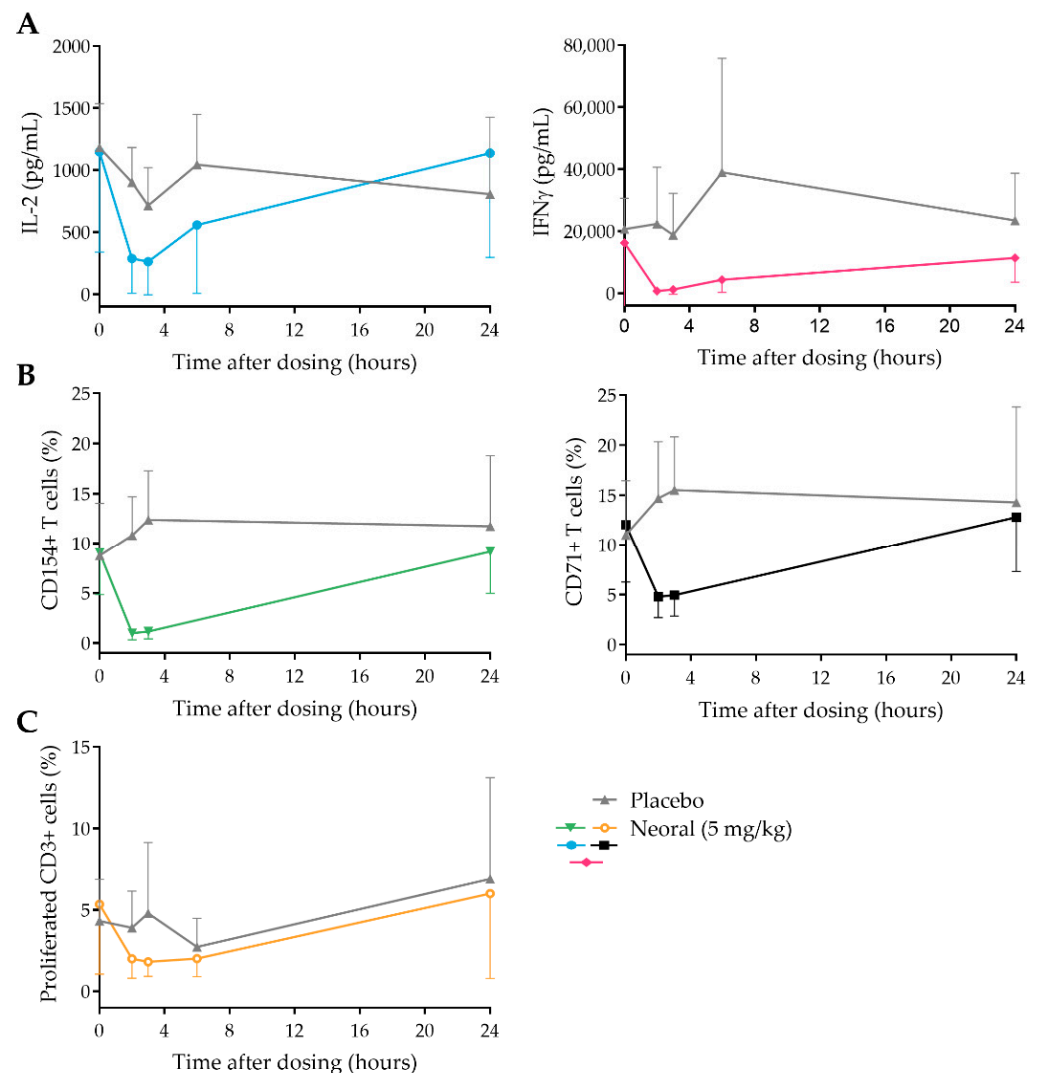 A
IL-2 (pg/mL)
2000
1500
1000
500
0
0 4 8 12 16 20 24
Time after dosing (hours)
IFNγ (pg/mL)
80,000
60,000
40,000
20,000
0
0 4 8 12 16 20 24
Time after dosing (hours)
B
CD154+ T cells (%)
25
20
15
10
5
0
0 4 8 12 16 20 24
Time after dosing (hours)
CD71+ T cells (%)
25
20
15
10
5
0
0 4 8 12 16 20 24
Time after dosing (hours)
C
Proliferated CD3+ cells (%)
15
10
5
0
0 4 8 12 16 20 24
Time after dosing (hours)
Placebo
Neoral (5 mg/kg)